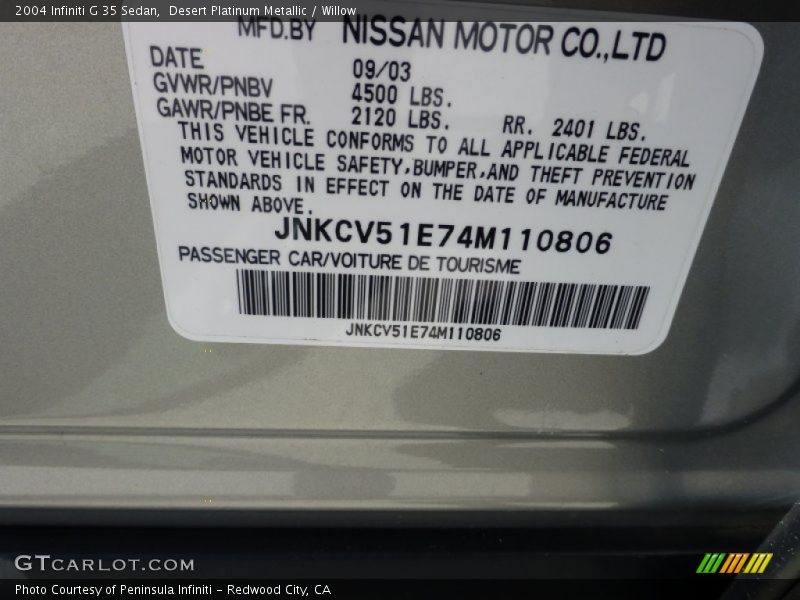 2004 Infiniti G 35 Sedan,  Desert Platinum Metallic / Willow
MFD.BY NISSAN MOTOR CO.,LTD
DATE 09/03
GVWR/PNBV 4500 LBS.
GAWR/PNBE FR. 2120 LBS. RR. 2401 LBS.
THIS VEHICLE CONFORMS TO ALL APPLICABLE FEDERAL
MOTOR VEHICLE SAFETY,BUMPER,AND THEFT PREVENTION
STANDARDS IN EFFECT ON THE DATE OF MANUFACTURE
SHOWN ABOVE.
JNKCV51E74M110806
PASSENGER CAR/VOITURE DE TOURISME
JNKCV51E74M110806
GTCARLOT.COM
Photo Courtesy of Peninsula Infiniti - Redwood City, CA